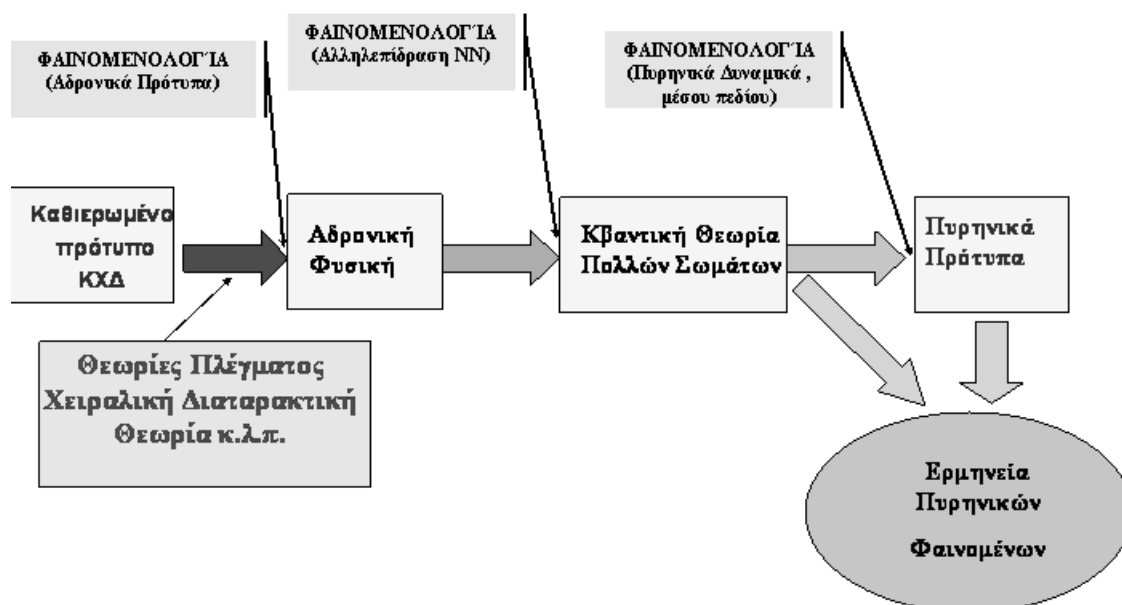 ΦΑΙΝΟΜΕΝΟΛΟΓΊΑ
(Αδρονικά Πρότυπα)
ΦΑΙΝΟΜΕΝΟΛΟΓΊΑ
(Αλληλεπίδραση ΝΝ)
ΦΑΙΝΟΜΕΝΟΛΟΓΊΑ
(Πυρηνικά Δυναμικά ,
μέσου πεδίου)
Καθιερωμένο
πρότυπο
ΚΧΔ
Αδρονική
Φυσική
Κβαντική Θεωρία
Πολλών Σωμάτων
Πυρηνικά
Πρότυπα
Θεωρίες Πλέγματος
Χειραλική Διαταρακτική
Θεωρία κ.λ.π.
Ερμηνεία
Πυρηνικών
Φαινομένων